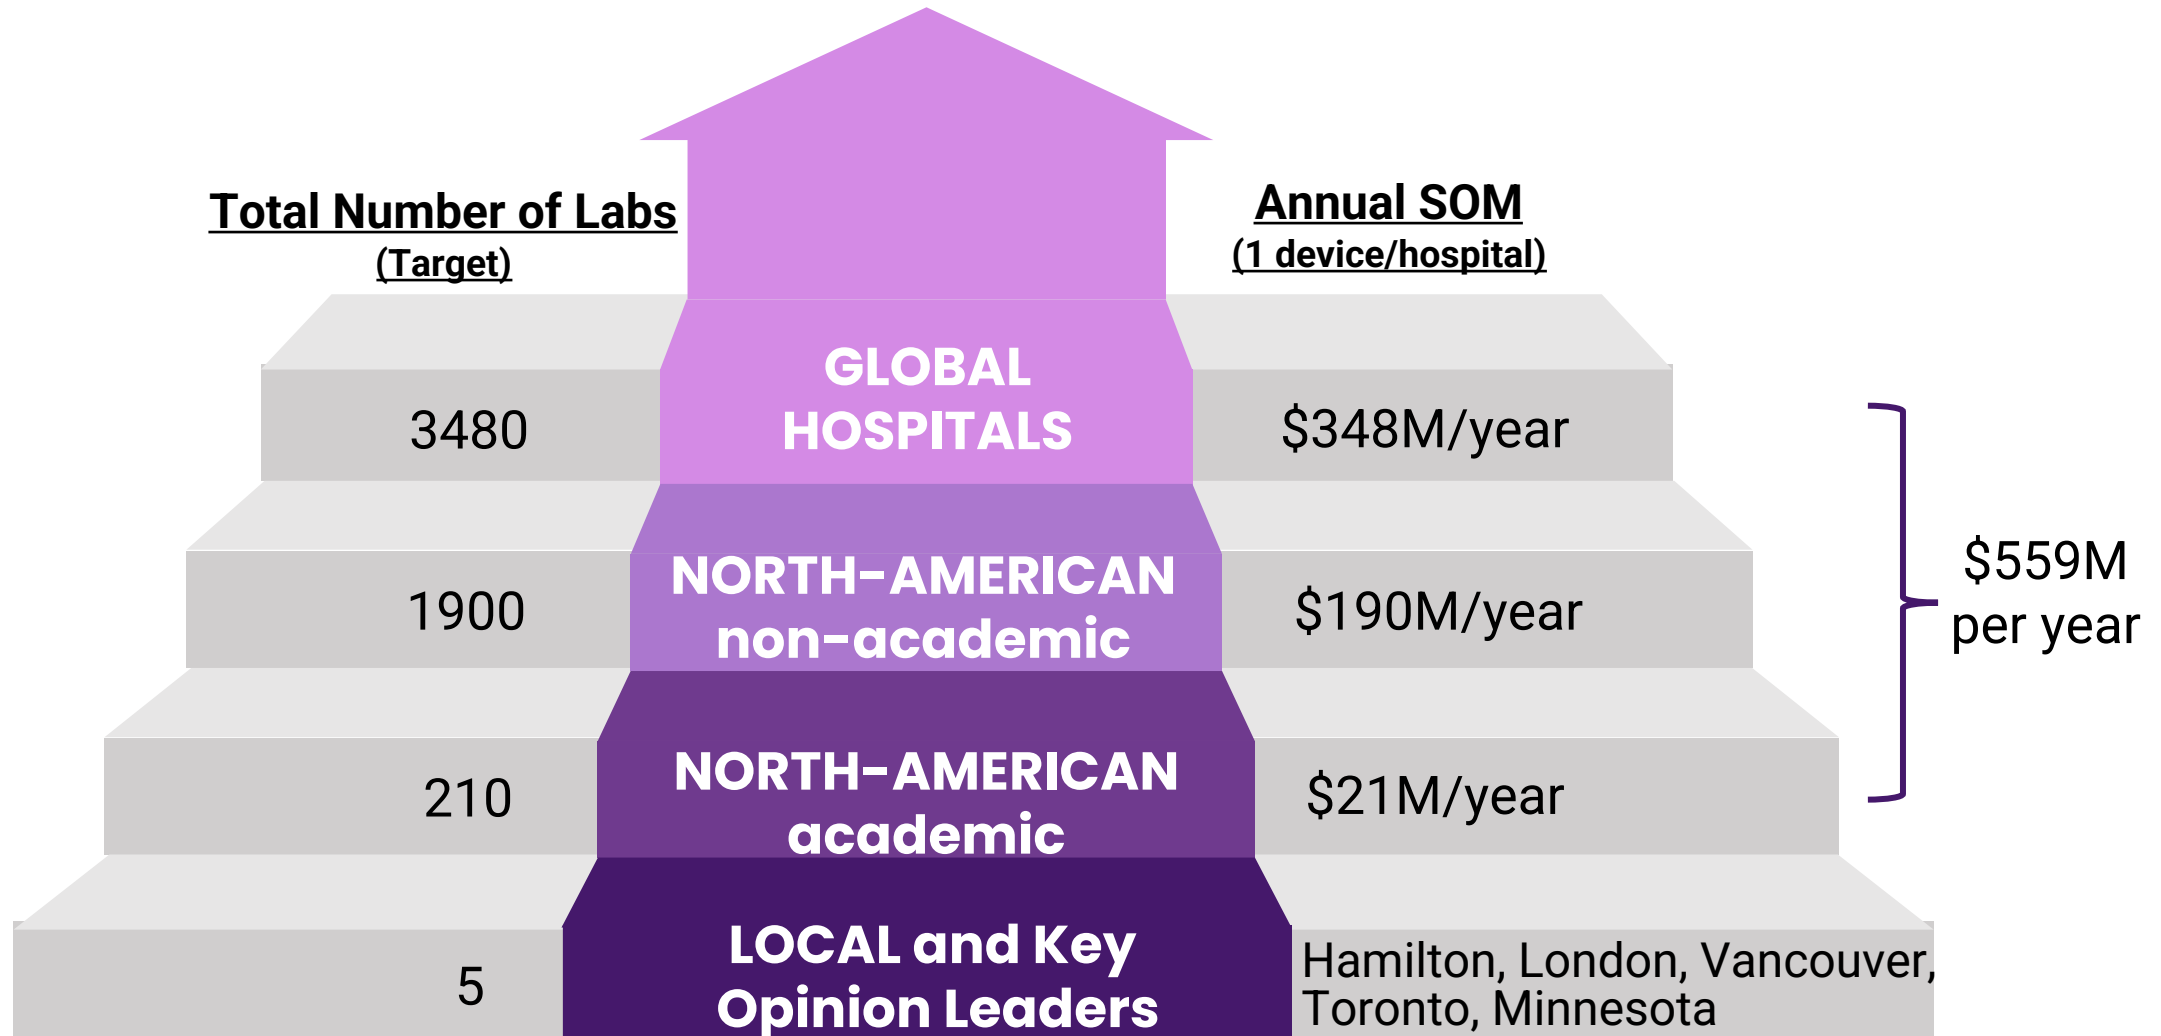 Total Number of Labs
(Target)
Annual SOM
(1 device/hospital)
3480
GLOBAL
HOSPITALS
$348M/year
1900
NORTH-AMERICAN
non-academic
$190M/year
$559M
per year
210
NORTH-AMERICAN
academic
$21M/year
5
LOCAL and Key
Opinion Leaders
Hamilton, London, Vancouver,
Toronto, Minnesota